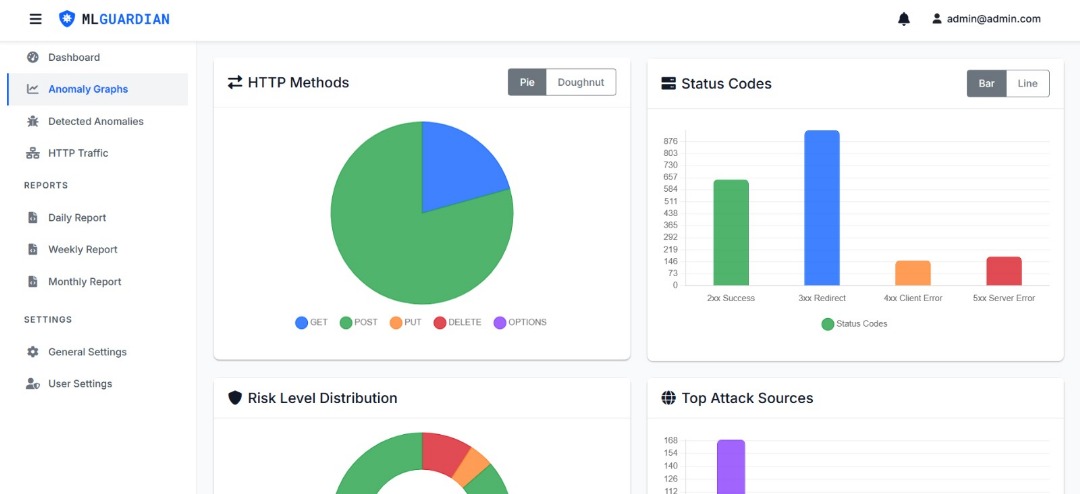 MLGUARDIAN
admin@admin.com
Dashboard
Anomaly Graphs
Detected Anomalies
HTTP Traffic
REPORTS
Daily Report
Weekly Report
Monthly Report
SETTINGS
General Settings
User Settings
HTTP Methods
Pie Doughnut
GET POST PUT DELETE OPTIONS
Status Codes
Bar Line
876
803
730
657
584
511
438
365
292
219
146
73
0
2xx Success 3xx Redirect 4xx Client Error 5xx Server Error
Status Codes
Risk Level Distribution
Top Attack Sources
168
154
140
126
112